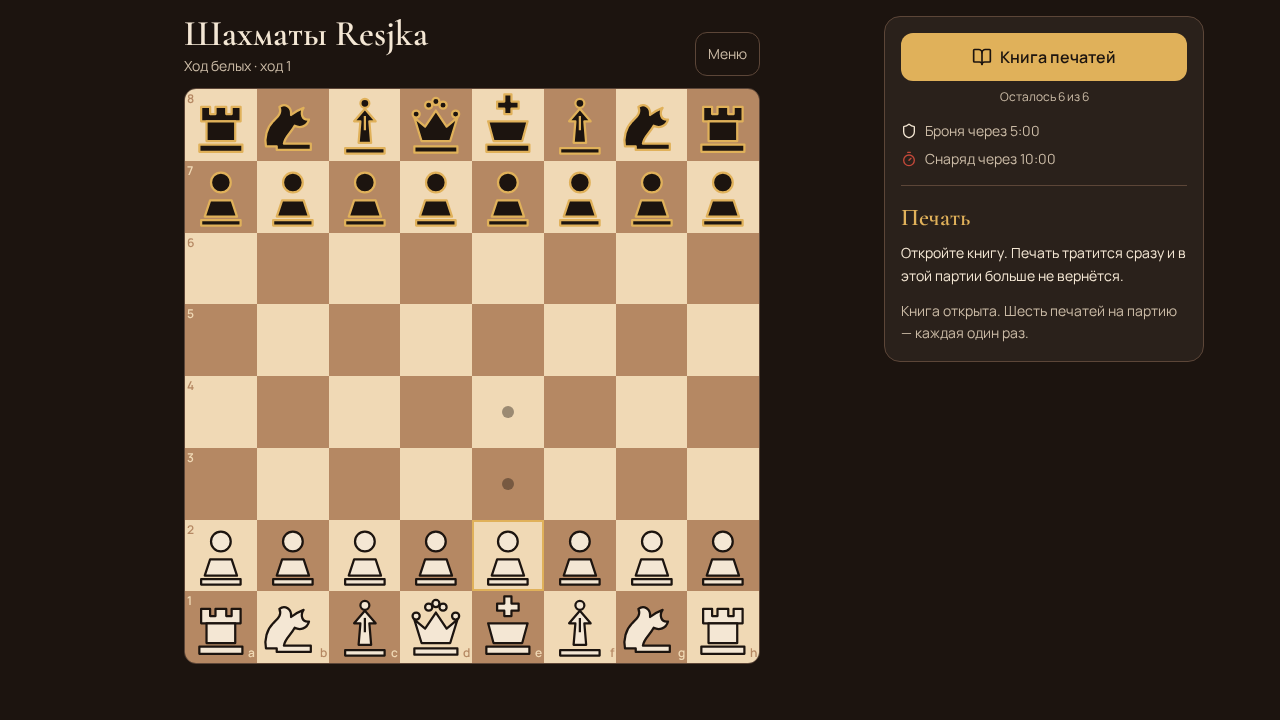 Шахматы Resjka
Ход белых · ход 1
Меню
8
7
6
5
4
3
2
1
a
b
c
d
e
f
g
h
Книга печатей
Осталось 6 из 6
Броня через 5:00
Снаряд через 10:00
Печать
Откройте книгу. Печать тратится сразу и в
этой партии больше не вернётся.
Книга открыта. Шесть печатей на партию
— каждая один раз.